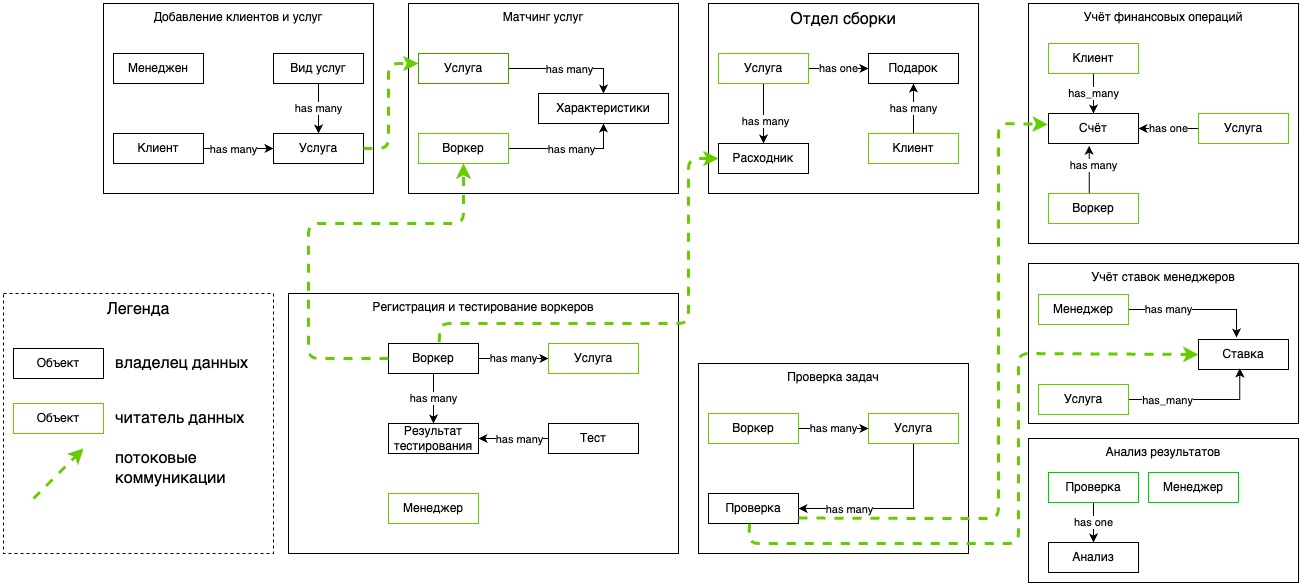 Добавление клиентов и услуг
Менеджен
Вид услуг
has many
Клиент
has many
Услуга
Матчинг услуг
Услуга
has many
Характеристики
Воркер
has many
Отдел сборки
Услуга
has one
Подарок
has many
has many
Расходник
Клиент
Учёт финансовых операций
Клиент
has_many
Счёт
has one
Услуга
has many
Воркер
Легенда
Объект
владелец данных
Объект
читатель данных
потоковые
коммуникации
Регистрация и тестирование воркеров
Воркер
has many
Услуга
has many
Результат
тестирования
has many
Тест
Менеджер
Проверка задач
Воркер
has many
Услуга
Проверка
has many
Учёт ставок менеджеров
Менеджер
has many
Ставка
Услуга
has_many
Анализ результатов
Проверка
Менеджер
has one
Анализ